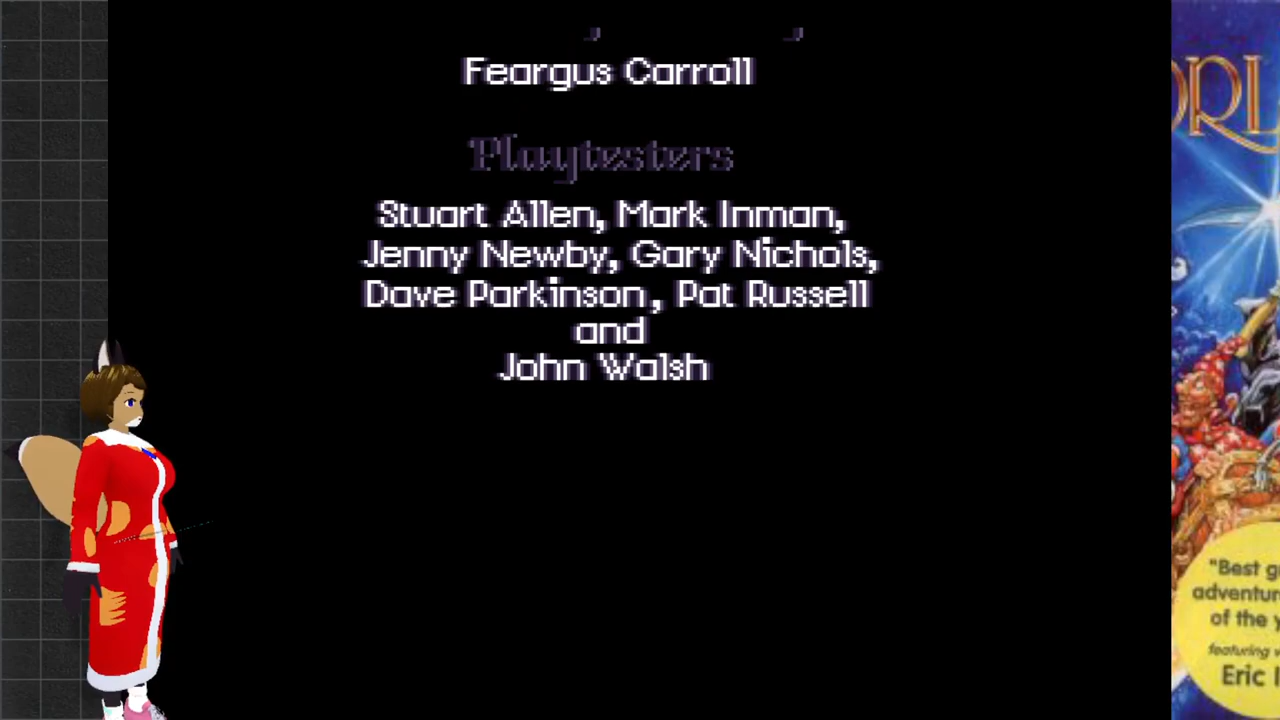 Feargus Carroll
Playtesters
Stuart Allen, Mark Inman,
Jenny Newby, Gary Nichols,
Dave Parkinson, Pat Russell
and
John Walsh
ORL
"Best g
adventur
of the y
featuring
Eric I